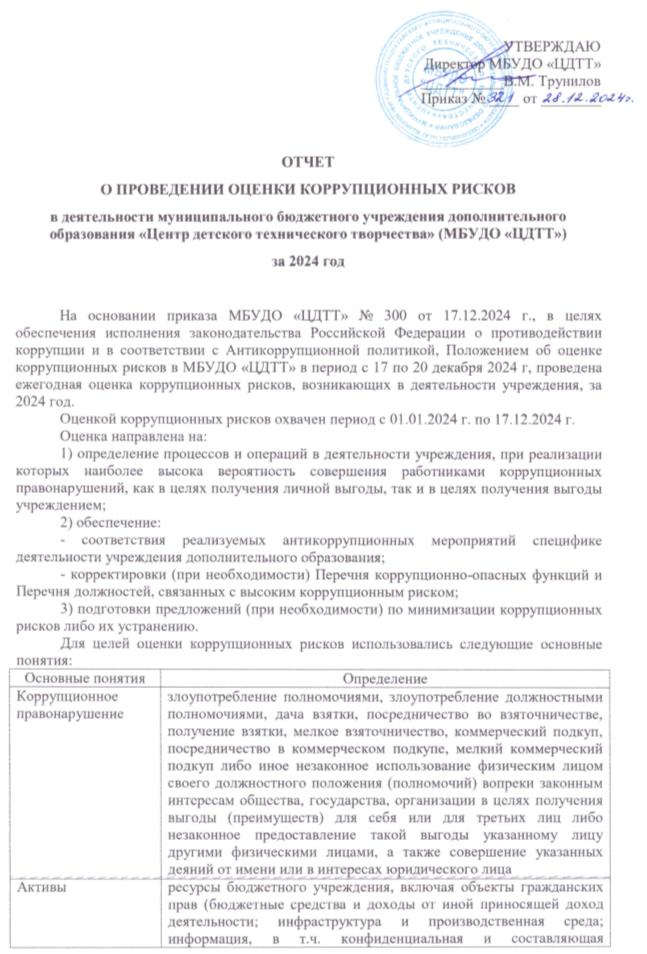 УТВЕРЖДАЮ
Директор МБУДО «ЦДТТ»
В.М. Трунилов
Приказ № 321 от 28.12.2024г.
ОТЧЕТ
О ПРОВЕДЕНИИ ОЦЕНКИ КОРРУПЦИОННЫХ РИСКОВ
в деятельности муниципального бюджетного учреждения дополнительного
образования «Центр детского технического творчества» (МБУДО «ЦДТТ»)
за 2024 год
На основании приказа МБУДО «ЦДТТ» № 300 от 17.12.2024 г., в целях
обеспечения исполнения законодательства Российской Федерации о противодействии
коррупции и в соответствии с Антикоррупционной политикой, Положением об оценке
коррупционных рисков в МБУДО «ЦДТТ» в период с 17 по 20 декабря 2024 г, проведена
ежегодная оценка коррупционных рисков, возникающих в деятельности учреждения, за
2024 год.
Оценкой коррупционных рисков охвачен период с 01.01.2024 г. по 17.12.2024 г.
Оценка направлена на:
1) определение процессов и операций в деятельности учреждения, при реализации
которых наиболее высока вероятность совершения работниками коррупционных
правонарушений, как в целях получения личной выгоды, так и в целях получения выгоды
учреждением;
2) обеспечение:
- соответствия реализуемых антикоррупционных мероприятий специфике
деятельности учреждения дополнительного образования;
- корректировки (при необходимости) Перечня коррупционно-опасных функций и
Перечня должностей, связанных с высоким коррупционным риском;
3) подготовки предложений (при необходимости) по минимизации коррупционных
рисков либо их устранению.
Для целей оценки коррупционных рисков использовались следующие основные
понятия:
Основные понятия Определение
Коррупционное злоупотребление полномочиями, злоупотребление должностными
правонарушение полномочиями, дача взятки, посредничество во взяточничестве,
получение взятки, мелкое взяточничество, коммерческий подкуп,
посредничество в коммерческом подкупе, мелкий коммерческий
подкуп либо иное незаконное использование физическим лицом
своего должностного положения (полномочий) вопреки законным
интересам общества, государства, организации в целях получения
выгоды (преимуществ) для себя или для третьих лиц либо
незаконное предоставление такой выгоды указанному лицу
другими физическими лицами, а также совершение указанных
деяний от имени или в интересах юридического лица
Активы ресурсы бюджетного учреждения, включая объекты гражданских
прав (бюджетные средства и доходы от иной приносящей доход
деятельности; инфраструктура и производственная среда;
информация, в т.ч. конфиденциальная и составляющая